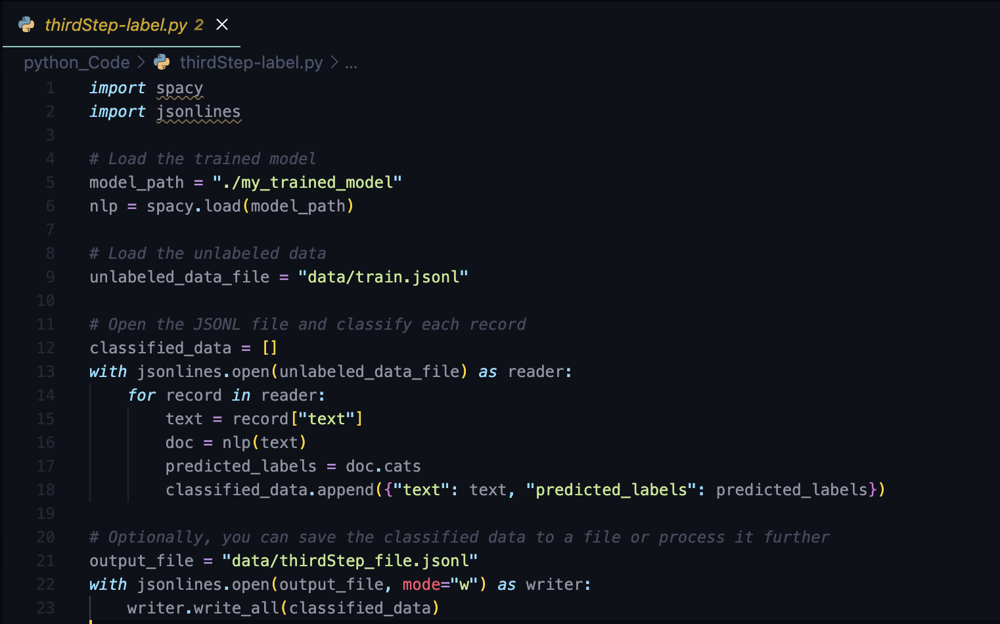 thirdStep-label.py 2
python_Code > thirdStep-label.py > ...
1 import spacy
2 import jsonlines
3
4 # Load the trained model
5 model_path = "./my_trained_model"
6 nlp = spacy.load(model_path)
7
8 # Load the unlabeled data
9 unlabeled_data_file = "data/train.jsonl"
10
11 # Open the JSONL file and classify each record
12 classified_data = []
13 with jsonlines.open(unlabeled_data_file) as reader:
14     for record in reader:
15         text = record["text"]
16         doc = nlp(text)
17         predicted_labels = doc.cats
18         classified_data.append({"text": text, "predicted_labels": predicted_labels})
19
20 # Optionally, you can save the classified data to a file or process it further
21 output_file = "data/thirdStep_file.jsonl"
22 with jsonlines.open(output_file, mode="w") as writer:
23     writer.write_all(classified_data)